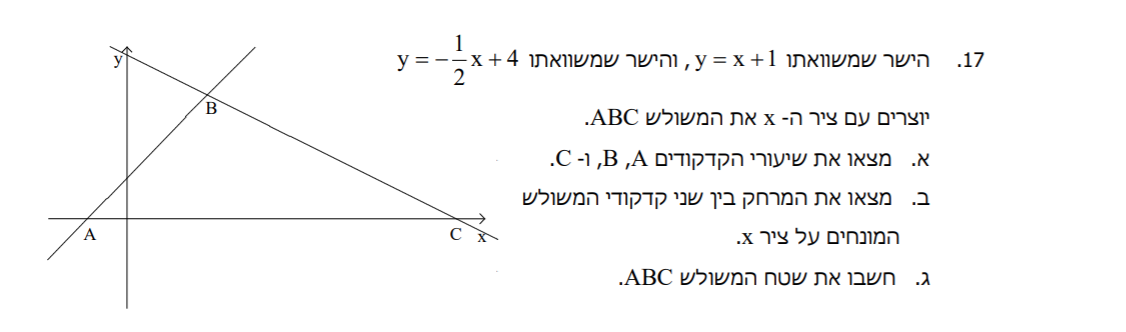 17. הישר שמשוואתו y = x + 1 , והישר שמשוואתו y = -1/2 x + 4
יוצרים עם ציר ה- x את המשולש ABC.
א. מצאו את שיעורי הקדקודים A, B, ו- C.
ב. מצאו את המרחק בין שני קדקודי המשולש
המונחים על ציר x.
ג. חשבו את שטח המשולש ABC.
y
B
A
C
x